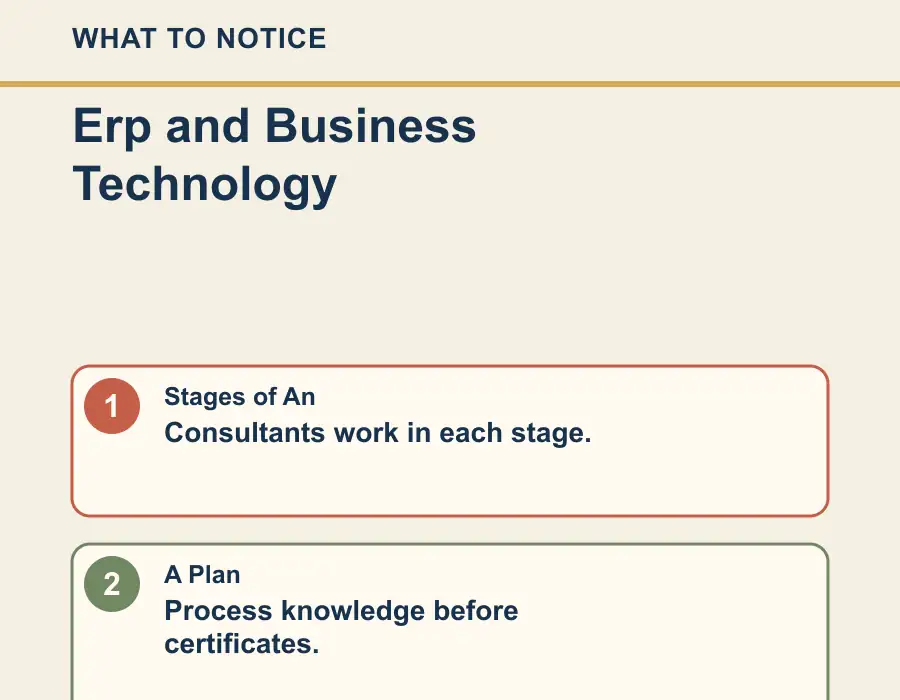 WHAT TO NOTICE
Erp and Business
Technology
1
Stages of An
Consultants work in each stage.
2
A Plan
Process knowledge before
certificates.